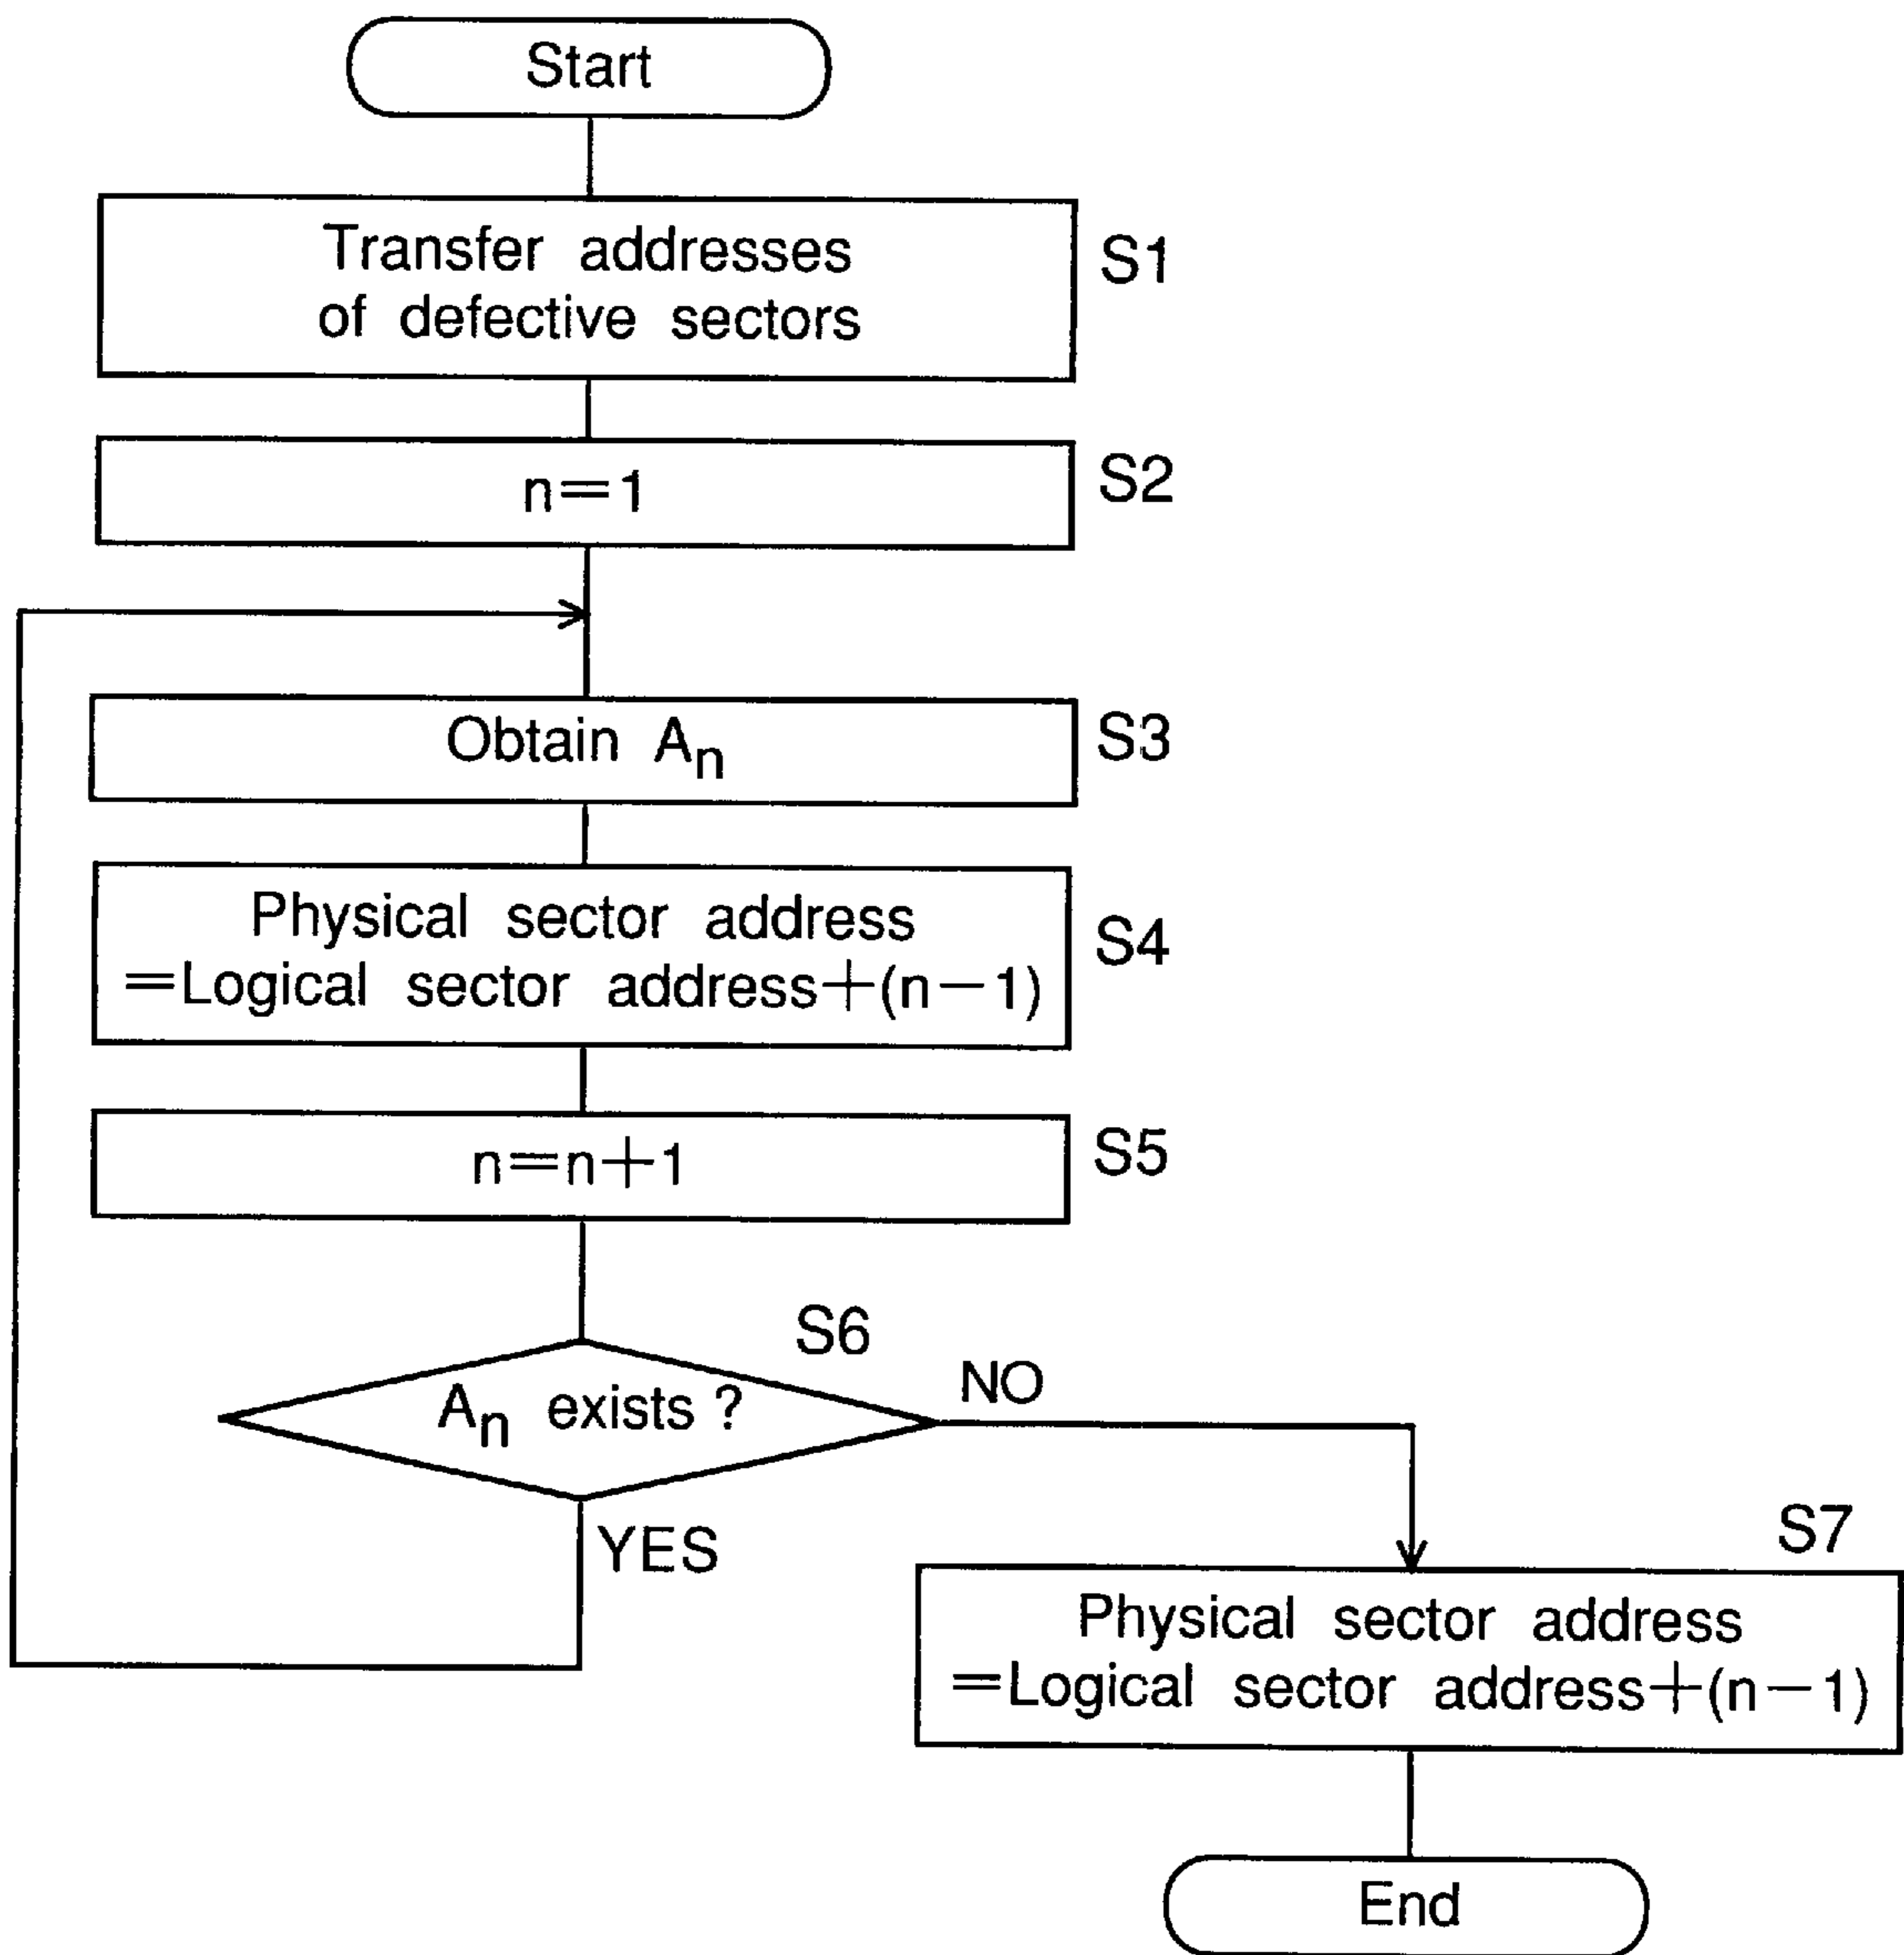 Start
Transfer addresses
of defective sectors
S1
n=1
S2
Obtain An
S3
Physical sector address
=Logical sector address+(n-1)
S4
n=n+1
S5
S6
An exists ?
NO
YES
S7
Physical sector address
=Logical sector address+(n-1)
End